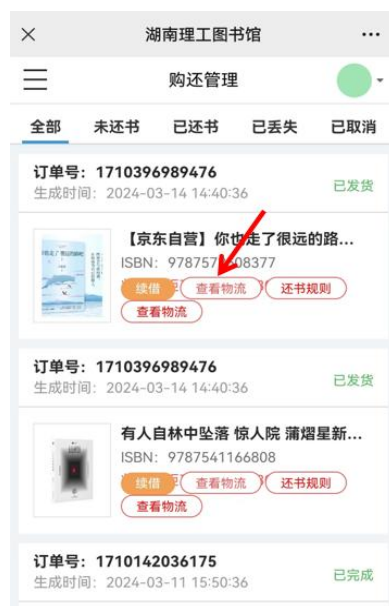 湖南理工图书馆
购还管理
全部 未还书 已还书 已丢失 已取消
订单号：1710396989476
生成时间：2024-03-14 14:40:36
已发货
【京东自营】你也走了很远的路...
ISBN：
续借 查看物流 还书规则
查看物流
订单号：1710396989476
生成时间：2024-03-14 14:40:36
已发货
有人自林中坠落 惊人院 蒲熠星新...
ISBN：9787541166808
续借 查看物流 还书规则
查看物流
订单号：1710142036175
生成时间：2024-03-11 15:50:36
已完成